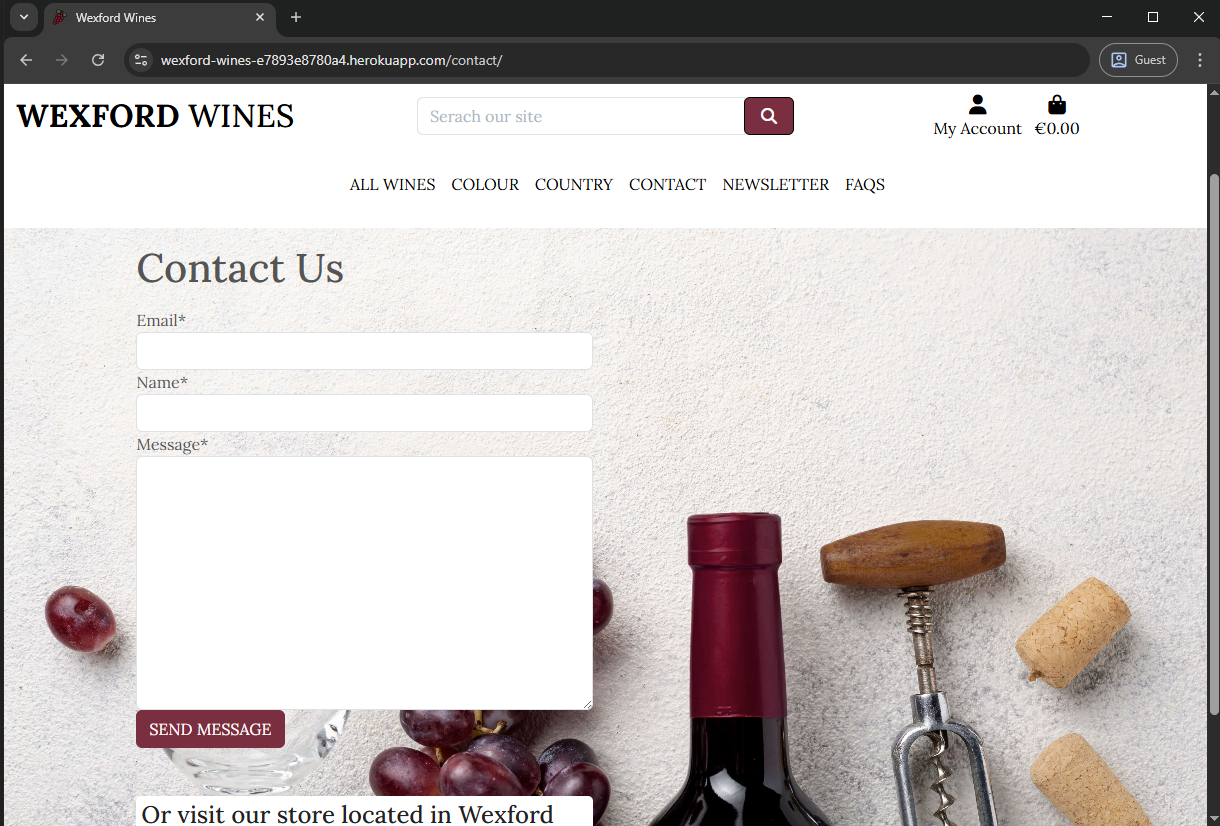 Wexford Wines
wexford-wines-e7893e8780a4.herokuapp.com/contact/
Guest
WEXFORD WINES
Serach our site
My Account
€0.00
ALL WINES COLOUR COUNTRY CONTACT NEWSLETTER FAQS
Contact Us
Email*
Name*
Message*
SEND MESSAGE
Or visit our store located in Wexford